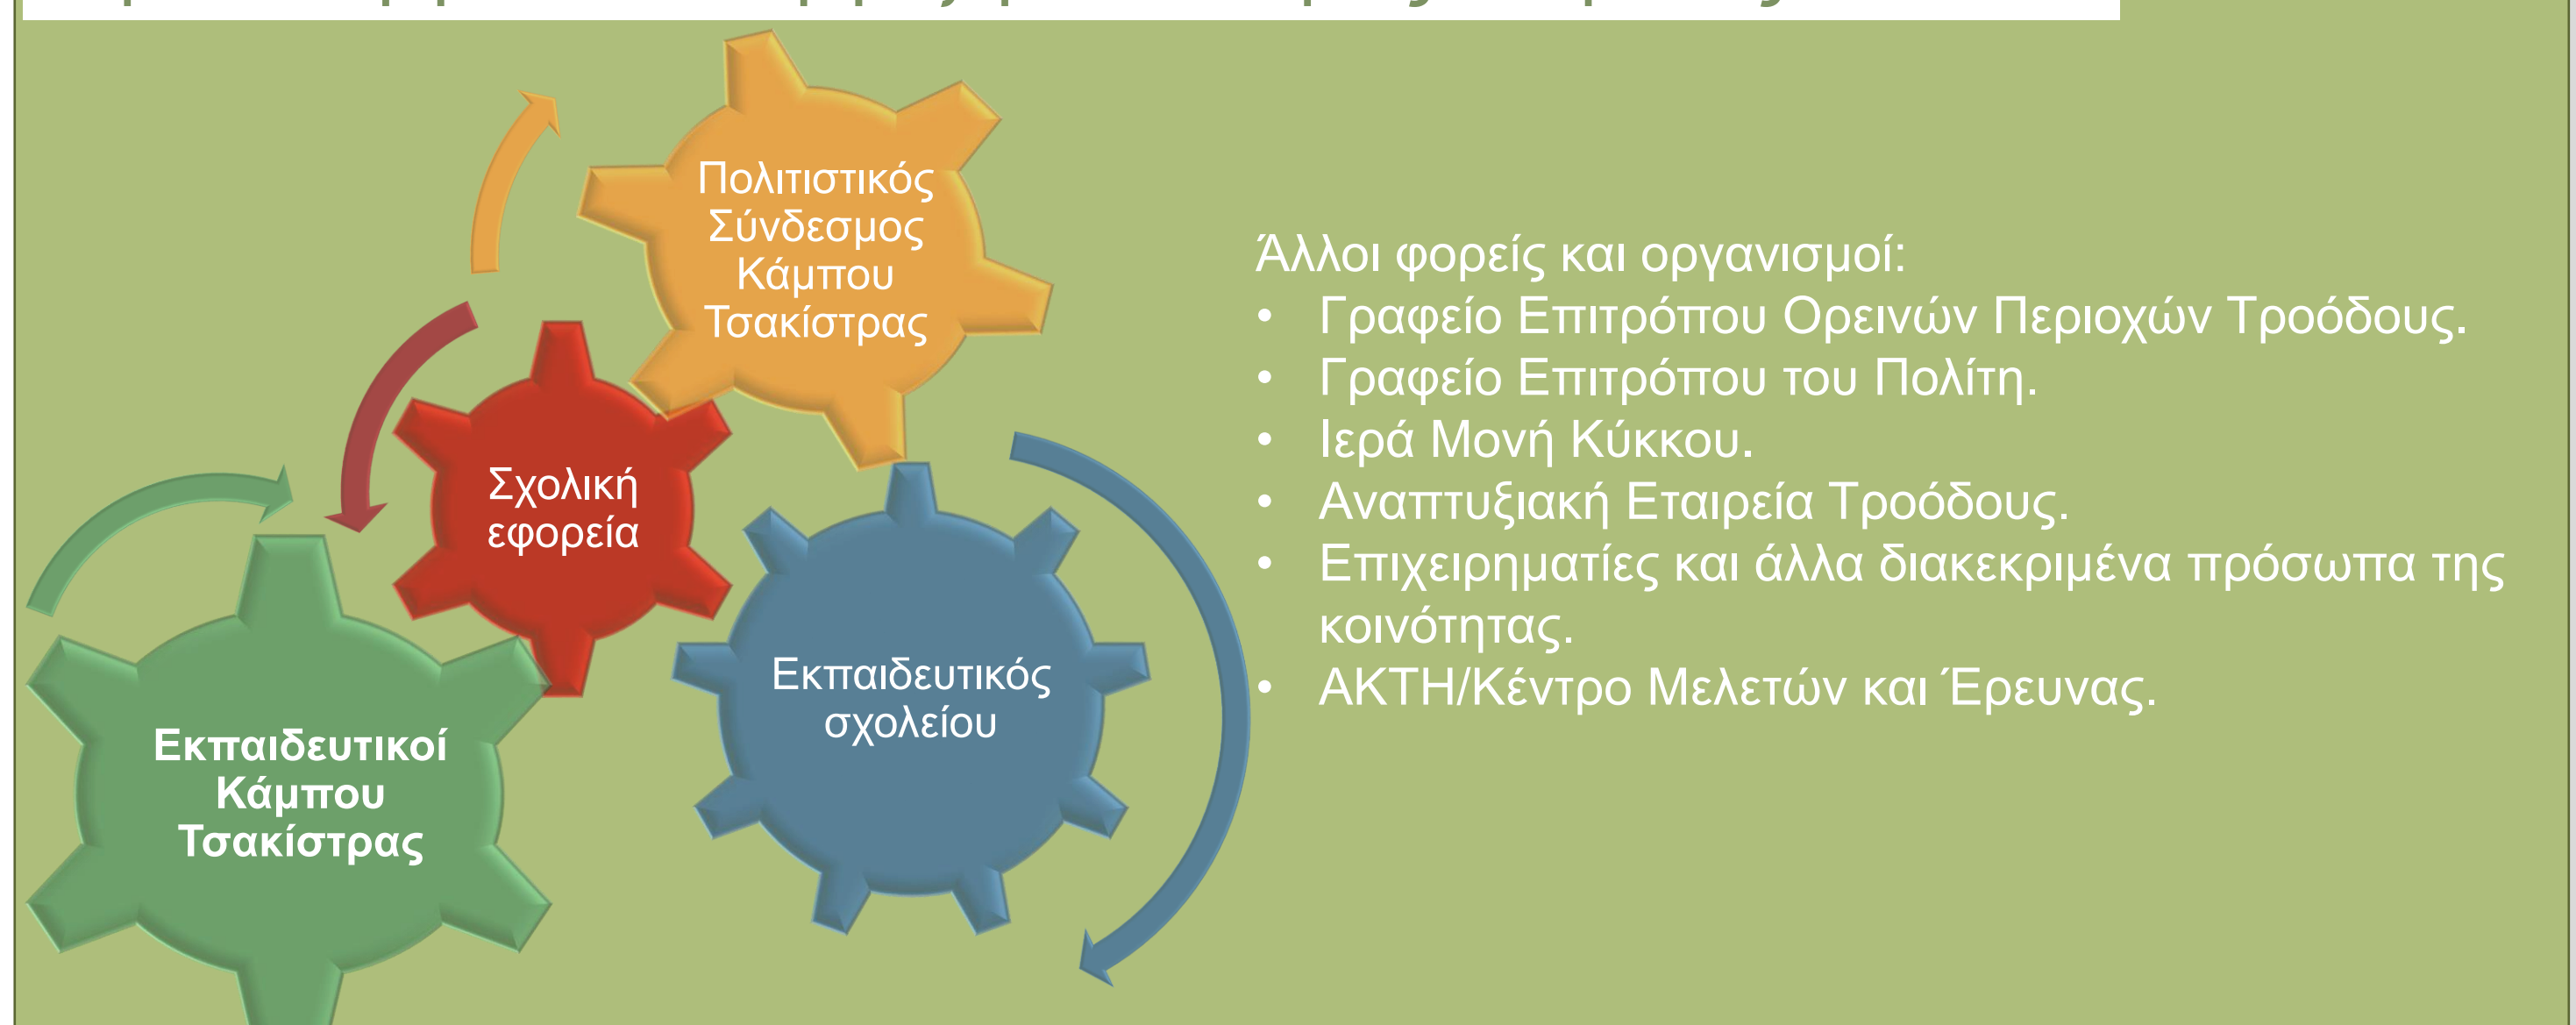 Πολιτιστικός
Σύνδεσμος
Κάμπου
Τσακίστρας
Σχολική
εφορεία
Εκπαιδευτικός
σχολείου
Εκπαιδευτικοί
Κάμπου
Τσακίστρας
Άλλοι φορείς και οργανισμοί:
• Γραφείο Επιτρόπου Ορεινών Περιοχών Τροόδους.
• Γραφείο Επιτρόπου του Πολίτη.
• Ιερά Μονή Κύκκου.
• Αναπτυξιακή Εταιρεία Τροόδους.
• Επιχειρηματίες και άλλα διακεκριμένα πρόσωπα της
κοινότητας.
• ΑΚΤΗ/Κέντρο Μελετών και Έρευνας.